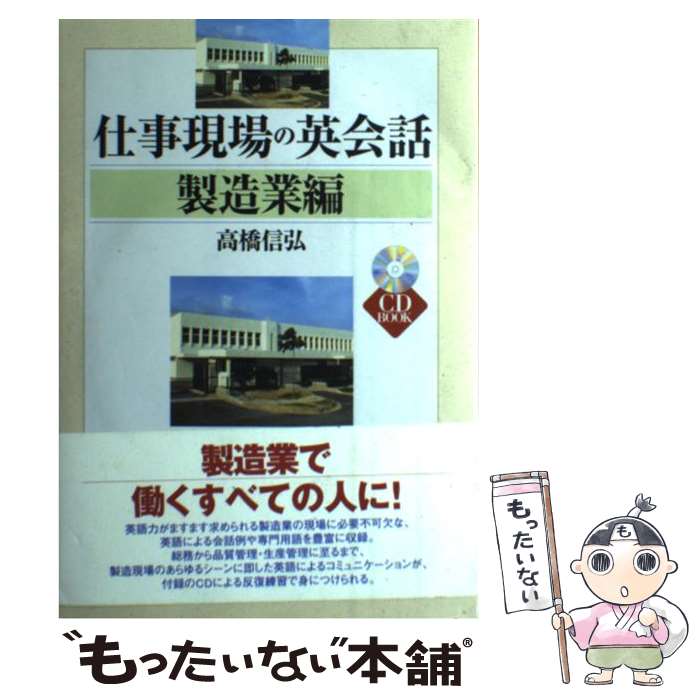 仕事現場の英会話
製造業編
高橋信弘
CD
BOOK
製造業で
働くすべての人に!
英語力がますます求められる製造業の現場に必要不可欠な、
英語による会話例や専門用語を豊富に収録。
総務から品質管理・生産管理に至るまで、
製造現場のあらゆるシーンに即した英語によるコミュニケーションが、
付録のCDによる反復練習で身につけられる。
も
もったいない
"もったいない"本舗®